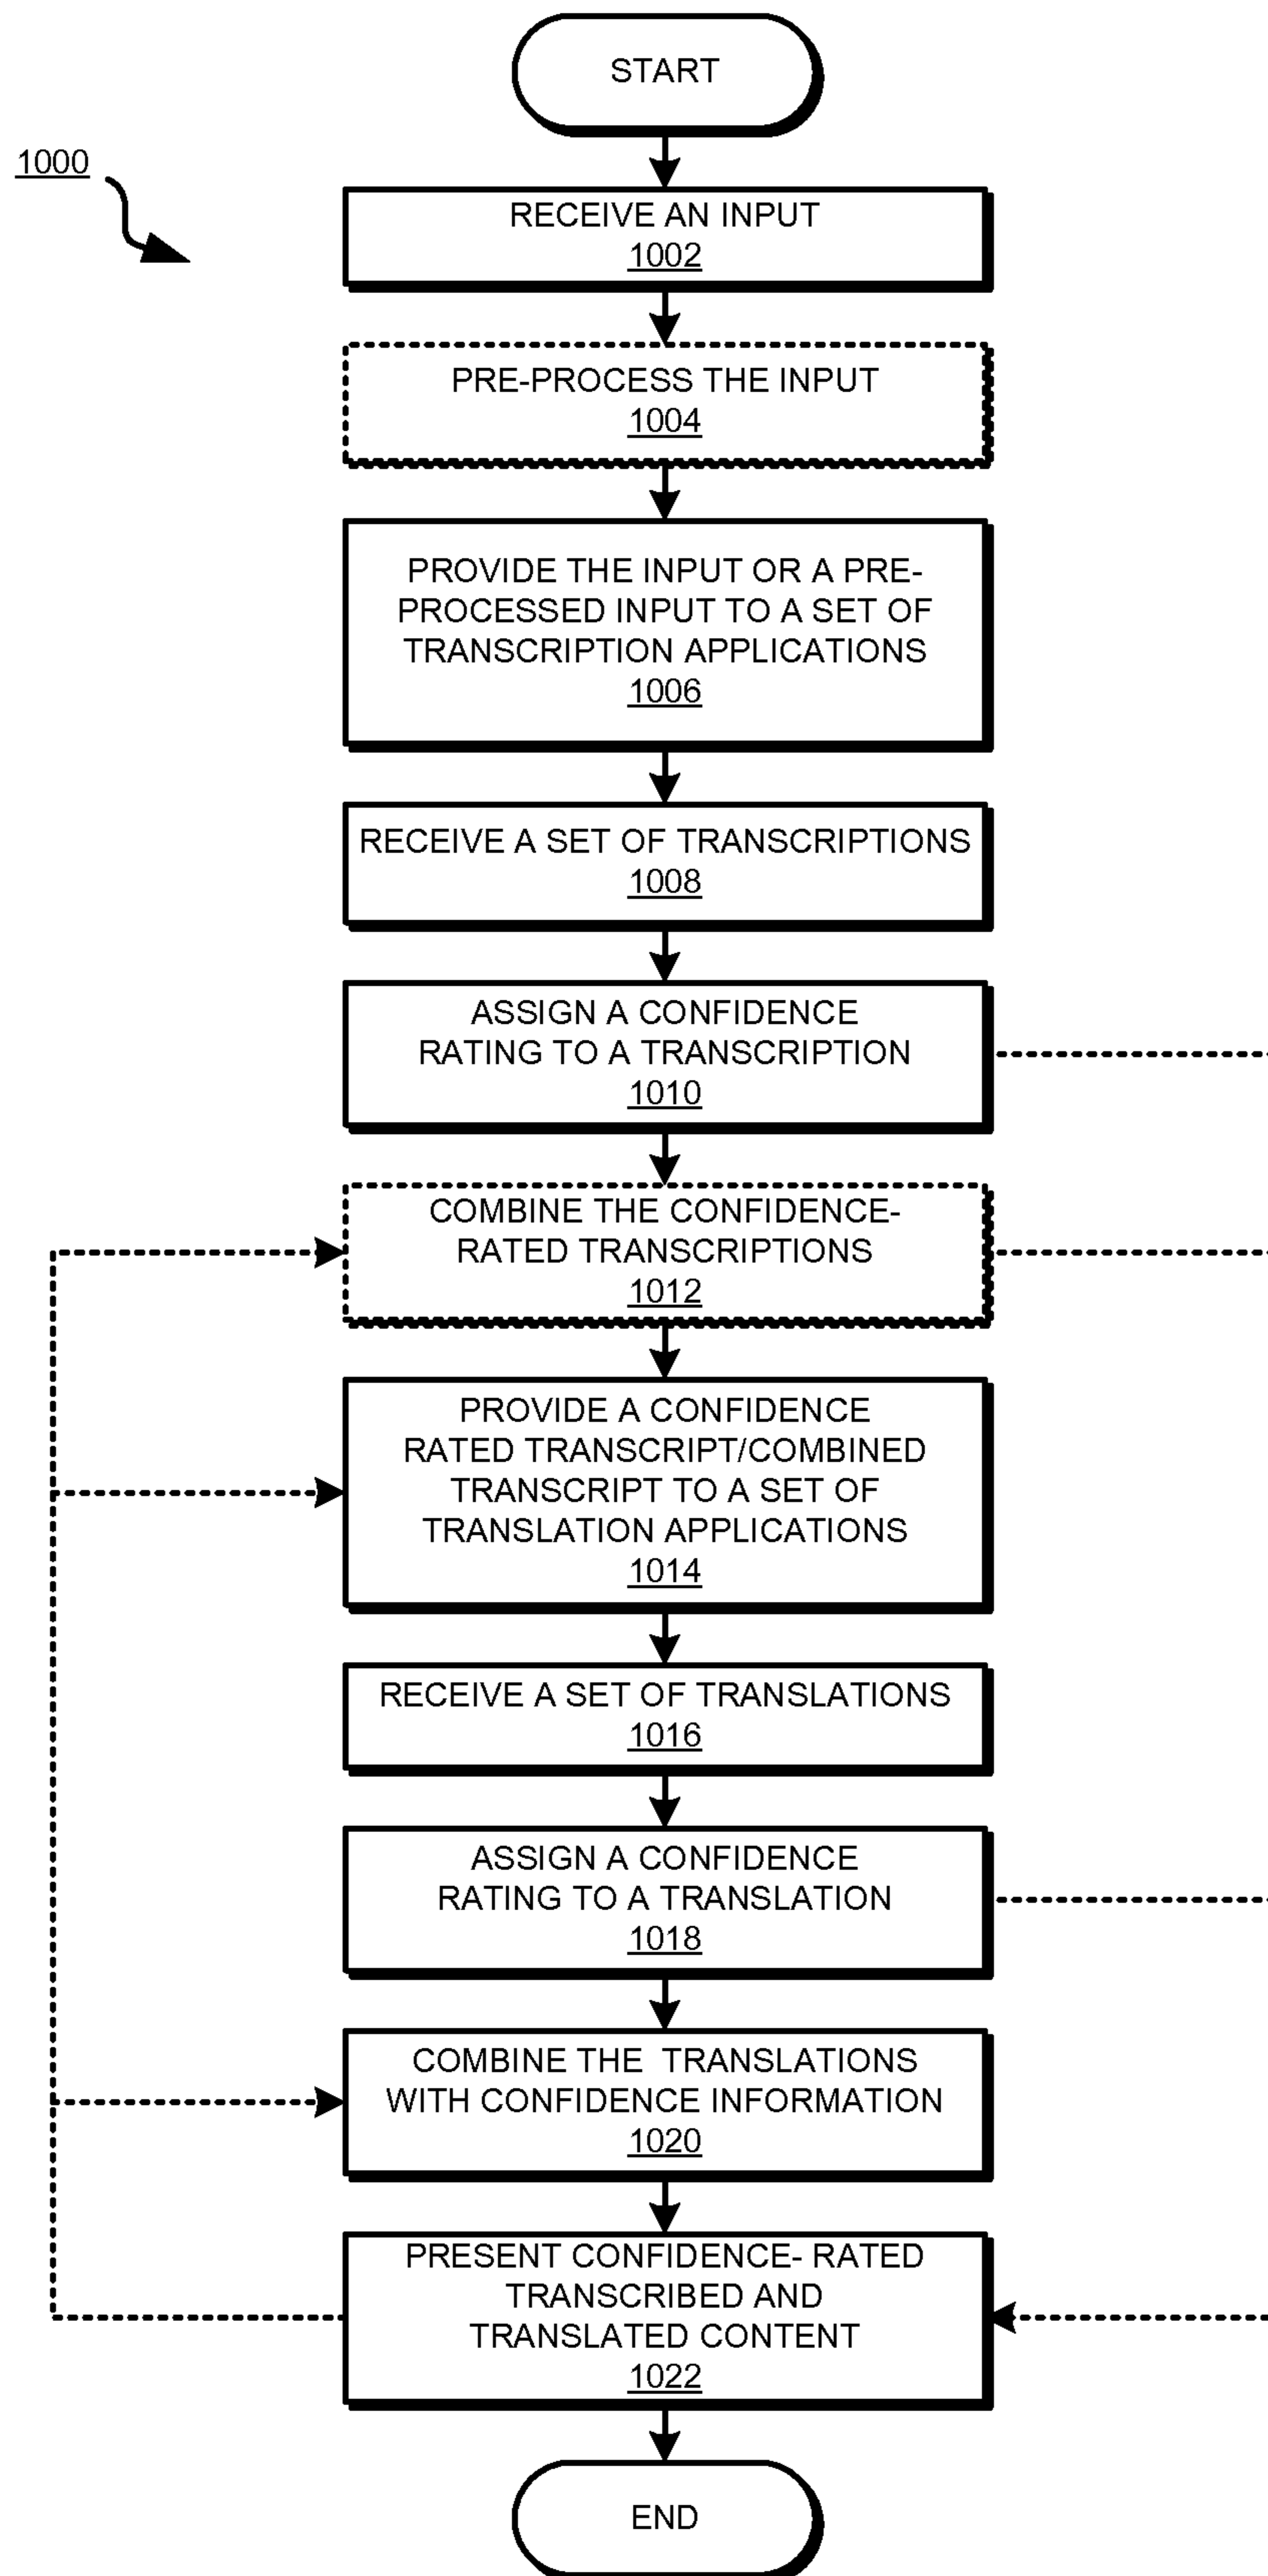 START
1000
RECEIVE AN INPUT
1002
PRE-PROCESS THE INPUT
1004
PROVIDE THE INPUT OR A PRE-
PROCESSED INPUT TO A SET OF
TRANSCRIPTION APPLICATIONS
1006
RECEIVE A SET OF TRANSCRIPTIONS
1008
ASSIGN A CONFIDENCE
RATING TO A TRANSCRIPTION
1010
COMBINE THE CONFIDENCE-
RATED TRANSCRIPTIONS
1012
PROVIDE A CONFIDENCE
RATED TRANSCRIPT/COMBINED
TRANSCRIPT TO A SET OF
TRANSLATION APPLICATIONS
1014
RECEIVE A SET OF TRANSLATIONS
1016
ASSIGN A CONFIDENCE
RATING TO A TRANSLATION
1018
COMBINE THE TRANSLATIONS
WITH CONFIDENCE INFORMATION
1020
PRESENT CONFIDENCE- RATED
TRANSCRIBED AND
TRANSLATED CONTENT
1022
END